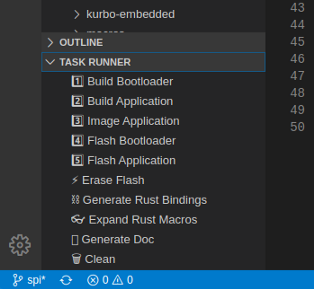 kurbo-embedded
OUTLINE
TASK RUNNER
1 Build Bootloader
2 Build Application
3 Image Application
4 Flash Bootloader
5 Flash Application
⚡ Erase Flash
⛓ Generate Rust Bindings
👓 Expand Rust Macros
Generate Doc
🗑 Clean
spi*
0 0
43
44
45
46
47
48
49
50